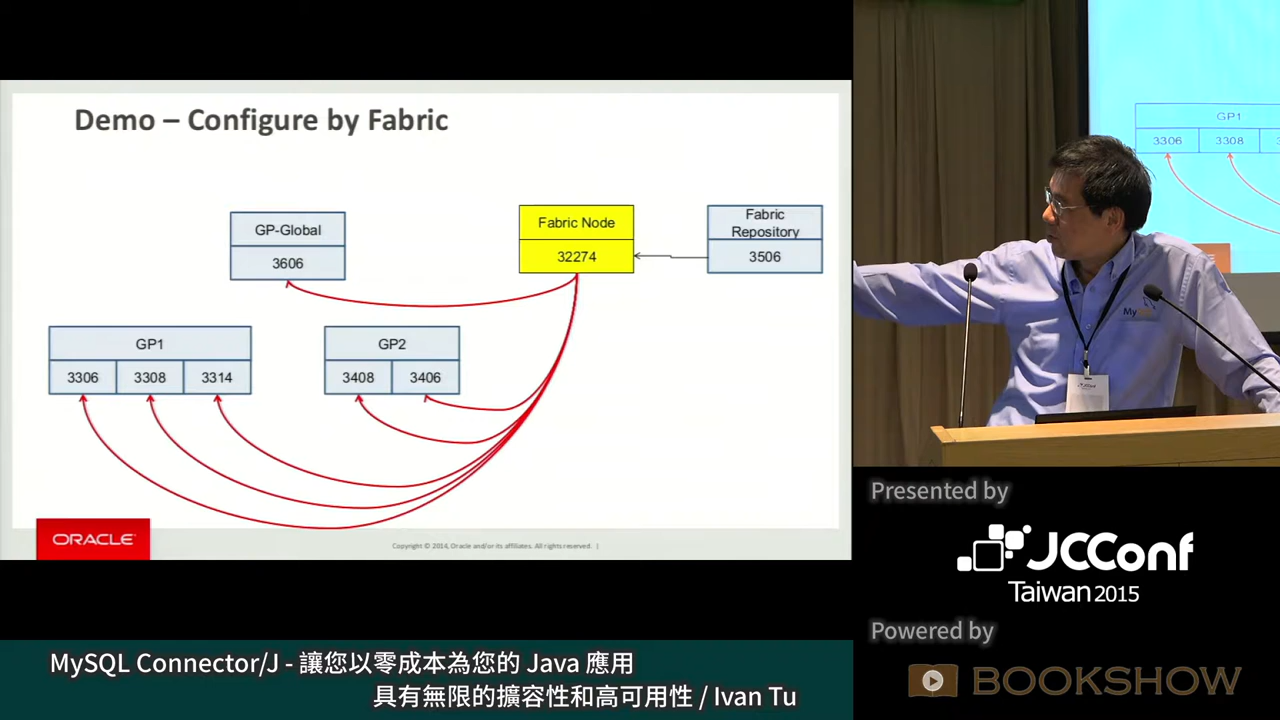 Demo – Configure by Fabric
GP-Global
3606
Fabric Node
32274
Fabric
Repository
3506
GP1
3306 3308 3314
GP2
3408 3406
ORACLE
Copyright © 2014, Oracle and/or its affiliates. All rights reserved. |
GP1
3306 3308
My
JCConf
Presented by
JCConf
Taiwan 2015
Powered by
BOOKSHOW
MySQL Connector/J - 讓您以零成本為您的 Java 應用
具有無限的擴容性和高可用性 / Ivan Tu